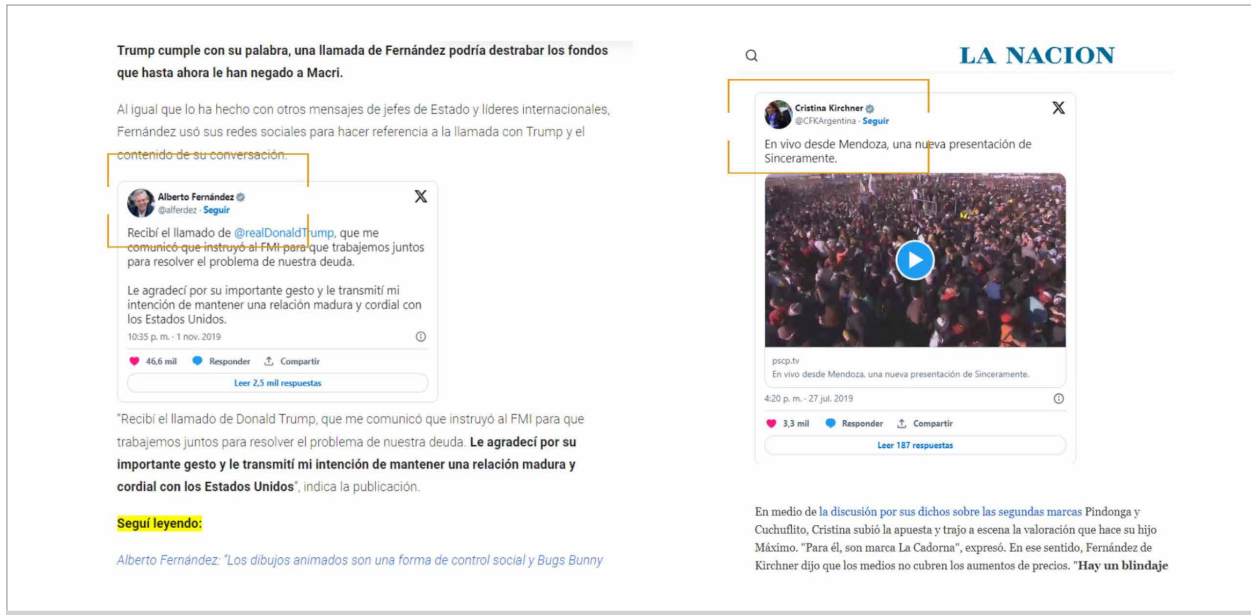 Trump cumple con su palabra, una llamada de Fernández podría destrabar los fondos
que hasta ahora le han negado a Macri.
Al igual que lo ha hecho con otros mensajes de jefes de Estado y líderes internacionales,
Fernández usó sus redes sociales para hacer referencia a la llamada con Trump y el
contenido de su conversación.
Alberto Fernández
@alferdez · Seguir
X
Recibí el llamado de @realDonaldTrump, que me
comunicó que instruyó al FMI para que trabajemos juntos
para resolver el problema de nuestra deuda.
Le agradecí por su importante gesto y le transmití mi
intención de mantener una relación madura y cordial con
los Estados Unidos.
10:35 p. m. · 1 nov. 2019
46,6 mil Responder Compartir
Leer 2,5 mil respuestas
"Recibí el llamado de Donald Trump, que me comunicó que instruyó al FMI para que
trabajemos juntos para resolver el problema de nuestra deuda. Le agradecí por su
importante gesto y le transmití mi intención de mantener una relación madura y
cordial con los Estados Unidos", indica la publicación.
Seguí leyendo:
Alberto Fernández: "Los dibujos animados son una forma de control social y Bugs Bunny
LA NACION
Cristina Kirchner
@CFKArgentina · Seguir
X
En vivo desde Mendoza, una nueva presentación de
Sinceramente.
pscp.tv
En vivo desde Mendoza, una nueva presentación de Sinceramente.
4:20 p. m. · 27 jul. 2019
3,3 mil Responder Compartir
Leer 187 respuestas
En medio de la discusión por sus dichos sobre las segundas marcas Pindonga y
Cuchuflito, Cristina subió la apuesta y trajo a escena la valoración que hace su hijo
Máximo. "Para él, son marca La Cadorna", expresó. En ese sentido, Fernández de
Kirchner dijo que los medios no cubren los aumentos de precios. "Hay un blindaje